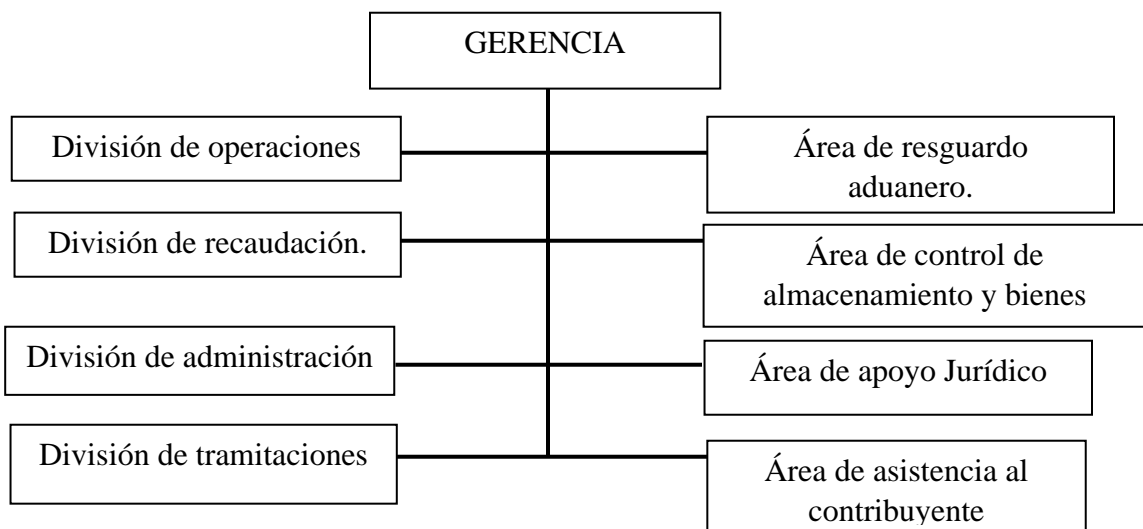 GERENCIA
División de operaciones
Área de resguardo
aduanero.
División de recaudación.
Área de control de
almacenamiento y bienes
División de administración
Área de apoyo Jurídico
División de tramitaciones
Área de asistencia al
contribuyente